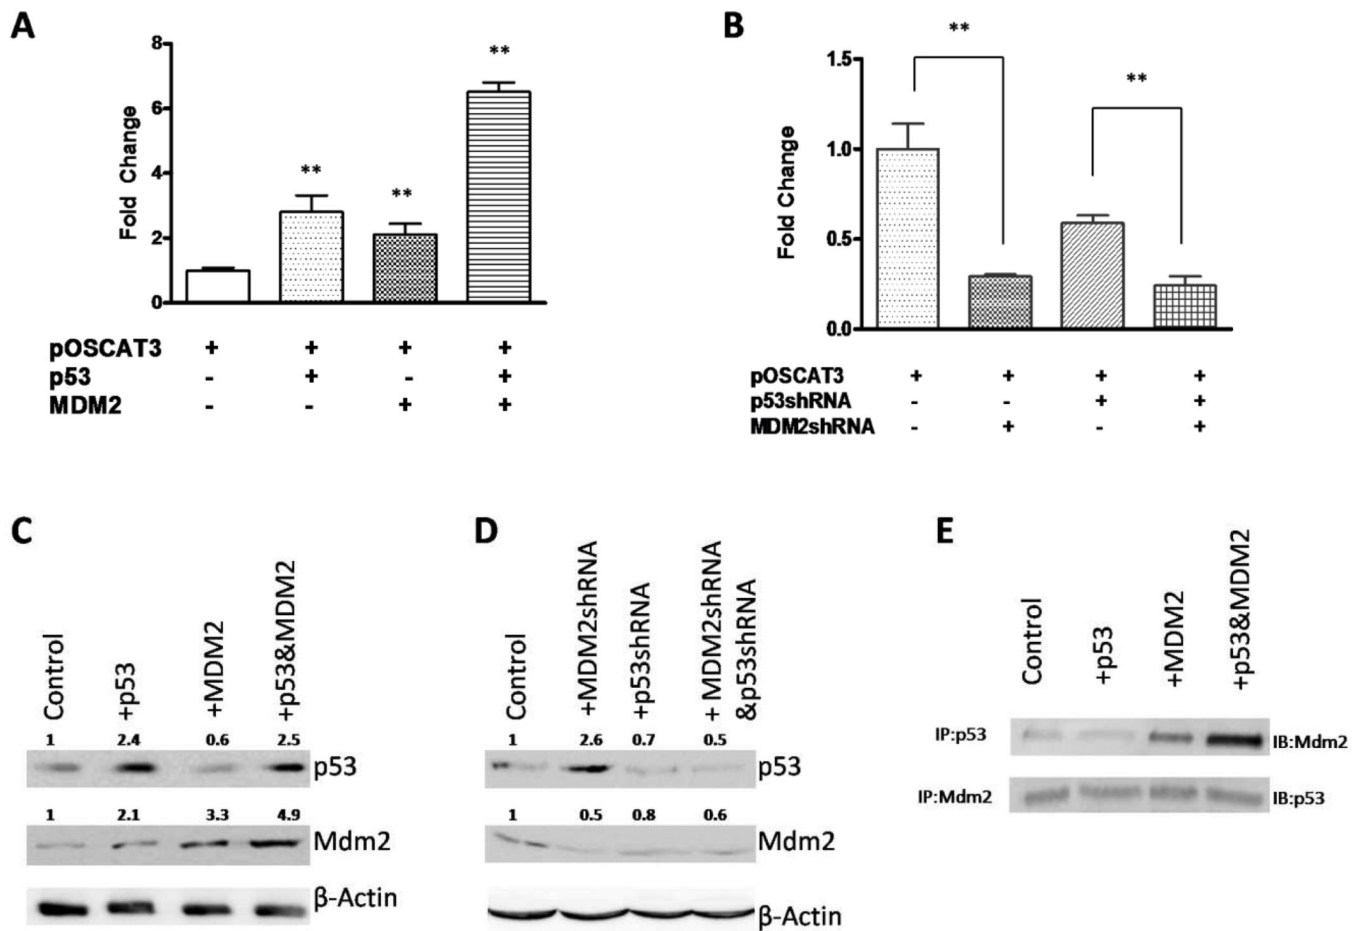 A
8
6
4
2
0
Fold Change
**
**
**
pOSCAT3 + + + +
p53 - + - +
MDM2 - - + +
B
1.5
1.0
0.5
0.0
Fold Change
**
**
pOSCAT3 + + + +
p53shRNA - - + +
MDM2shRNA - + - +
C
Control
+p53
+MDM2
+p53&MDM2
1 2.4 0.6 2.5
p53
1 2.1 3.3 4.9
Mdm2
β-Actin
D
Control
+MDM2shRNA
+p53shRNA
+ MDM2shRNA
&p53shRNA
1 2.6 0.7 0.5
p53
1 0.5 0.8 0.6
Mdm2
β-Actin
E
Control
+p53
+MDM2
+p53&MDM2
IP:p53 IB:Mdm2
IP:Mdm2 IB:p53